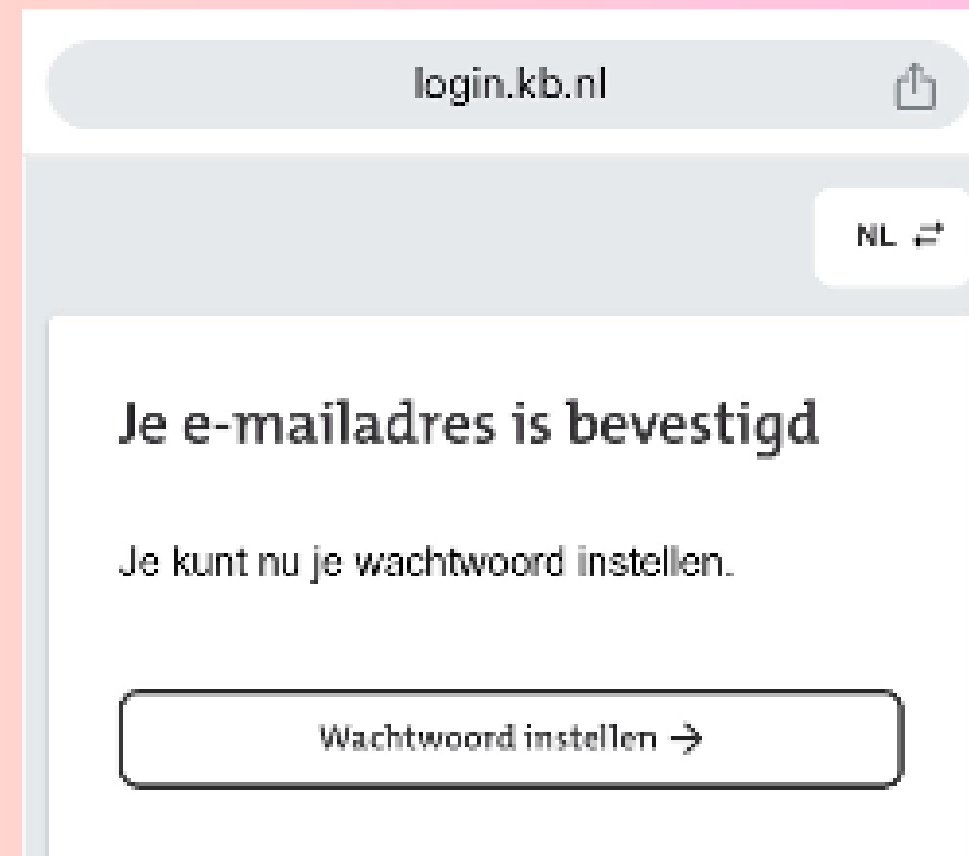 login.kb.nl
NL
Je e-mailadres is bevestigd
Je kunt nu je wachtwoord instellen.
Wachtwoord instellen →